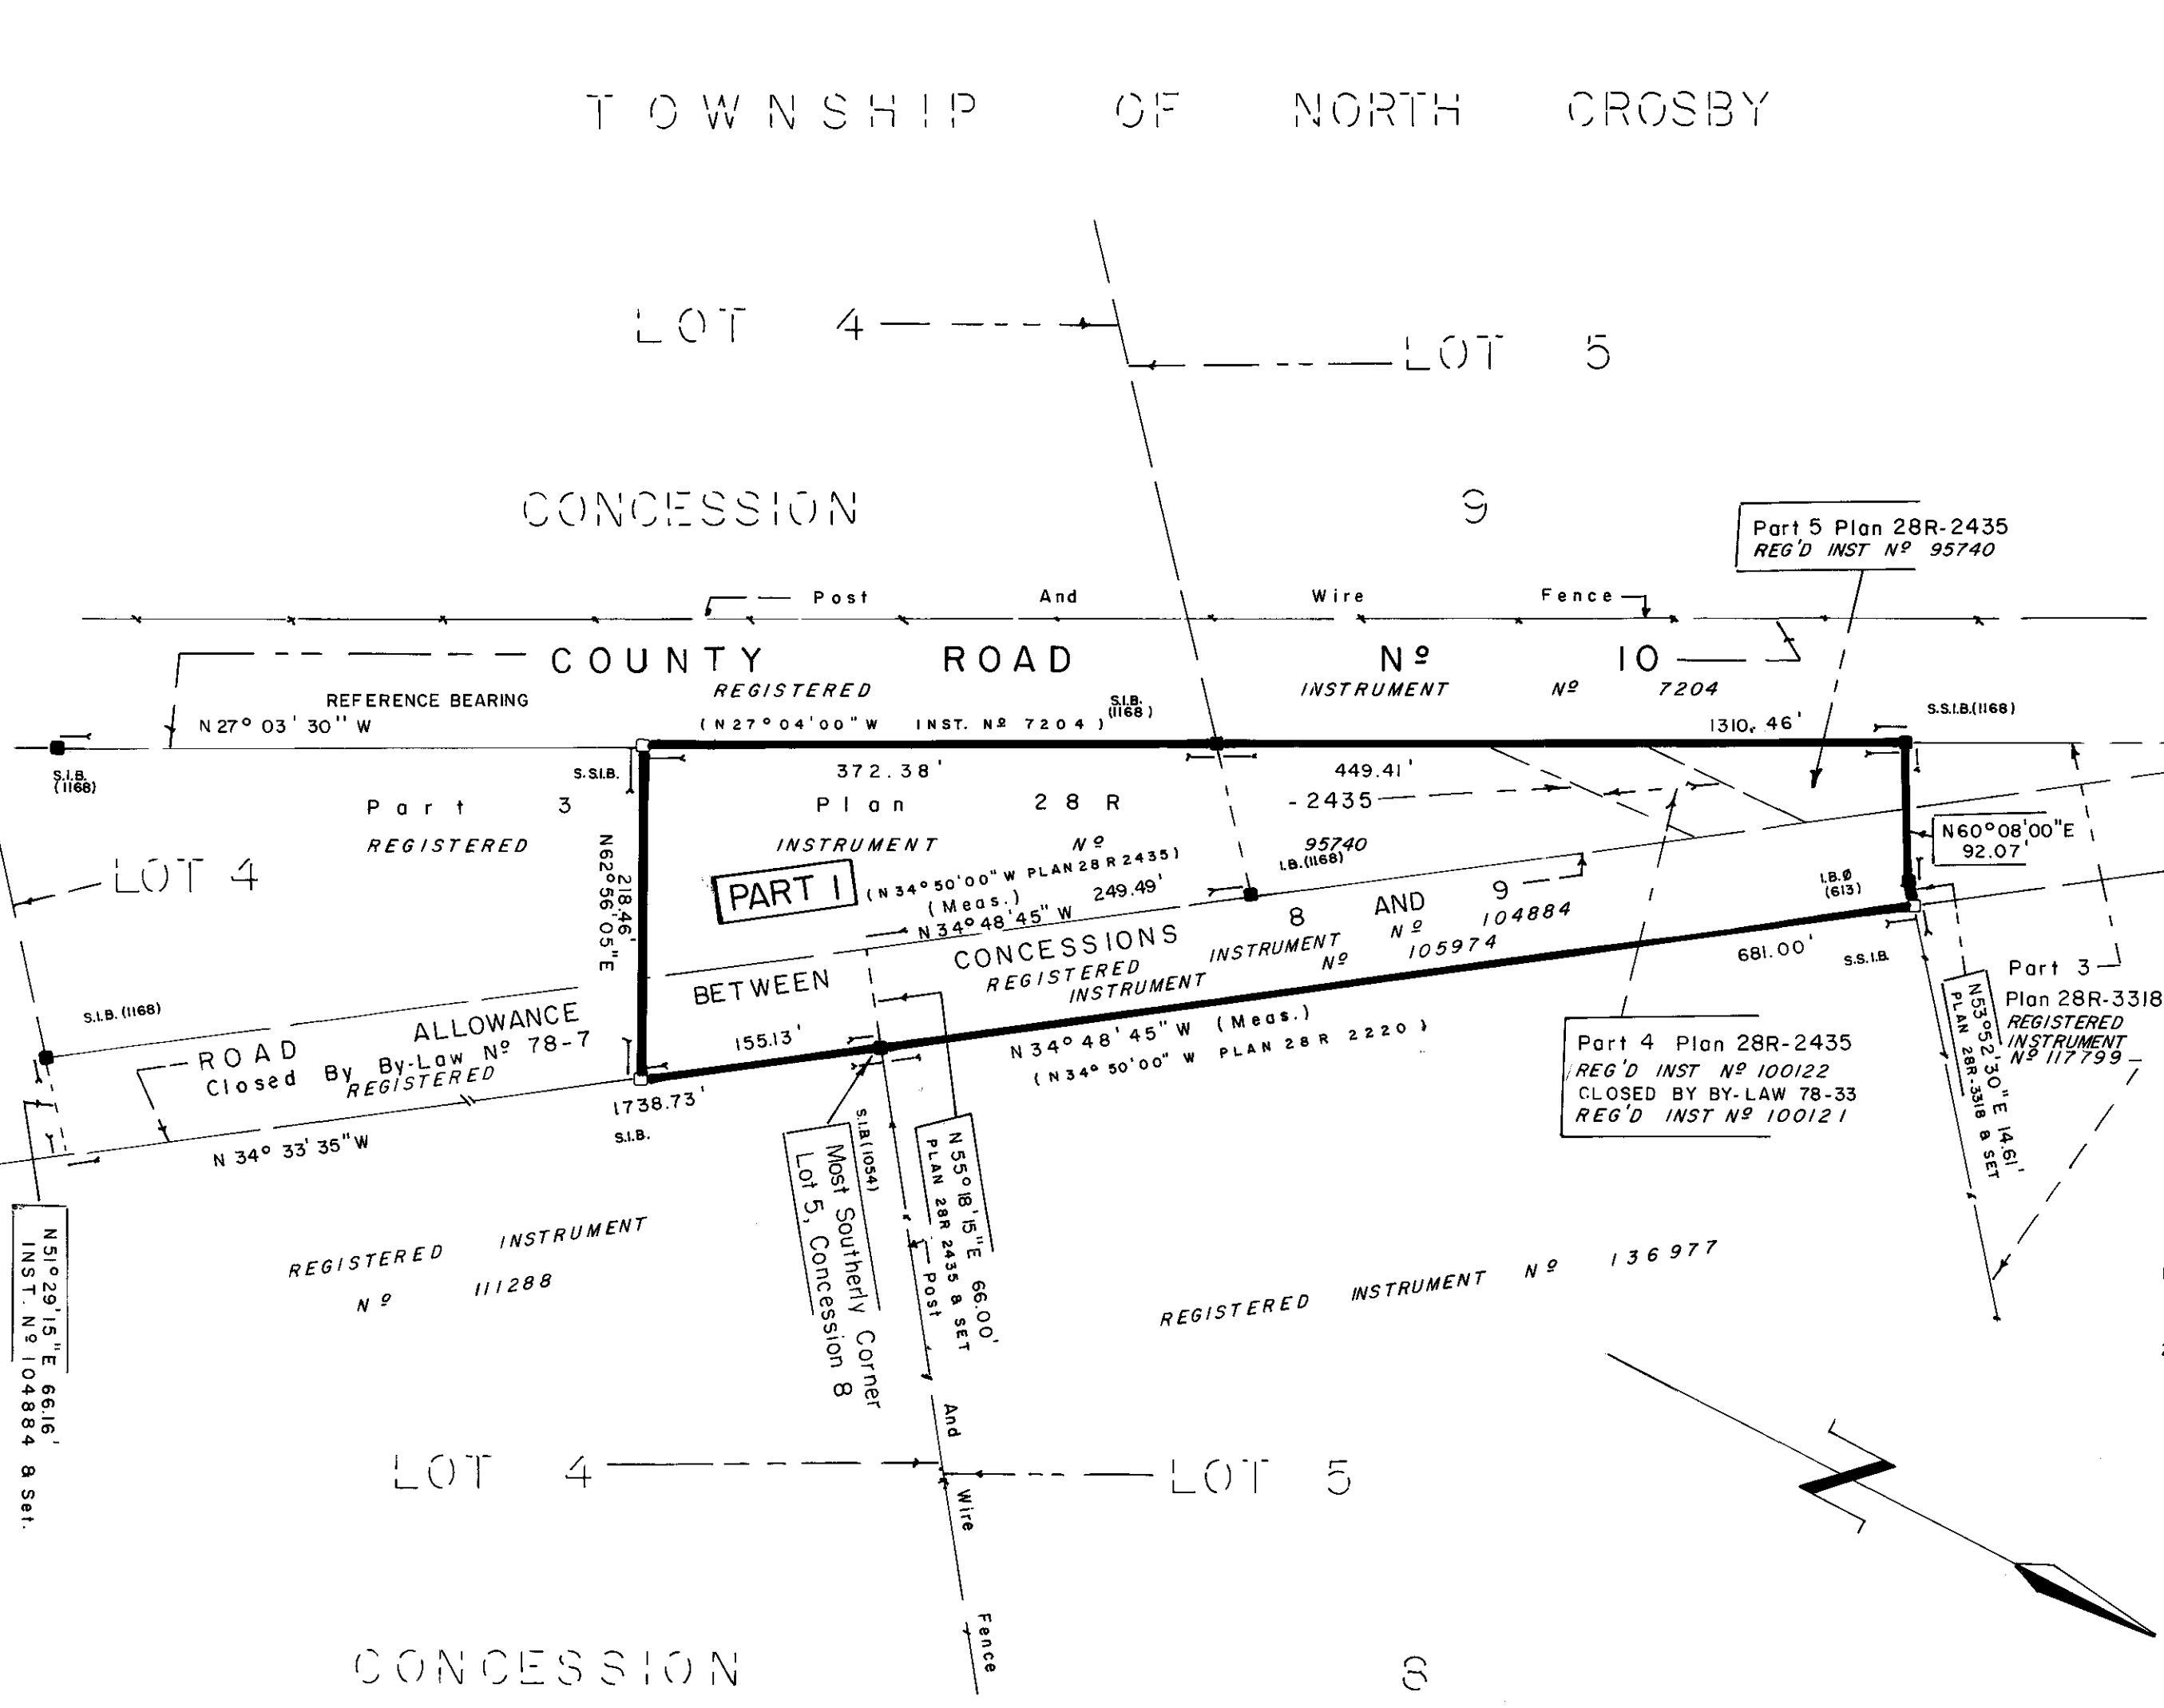 TOWNSHIP OF NORTH CROSBY
LOT 4
LOT 5
CONCESSION 9
Part 5 Plan 28R-2435
REG'D INST Nº 95740
Post And Wire Fence
COUNTY ROAD Nº 10
REFERENCE BEARING
REGISTERED INSTRUMENT Nº 7204
N 27° 03' 30" W
(N 27° 04' 00" W INST. Nº 7204)
S.I.B.
(1168)
1310.46'
S.S.I.B.(1168)
S.I.B.
(1168)
S.S.I.B.
372.38'
449.41'
Part 3 Plan 28R-2435
REGISTERED INSTRUMENT Nº 95740
N60°08'00"E
92.07'
LOT 4
N62°56'05"E
218.46'
PART 1
(N 34° 50'00" W PLAN 28 R 2435)
(Meas.)
N 34° 48'45" W 249.49'
I.B.(1168)
I.B.Ø
(613)
S.I.B. (1168)
ROAD ALLOWANCE BETWEEN CONCESSIONS 8 AND 9
Closed By By-Law Nº 78-7
REGISTERED INSTRUMENT Nº 104884
REGISTERED INSTRUMENT Nº 105974
155.13'
681.00'
S.S.I.B.
N 34° 48' 45" W (Meas.)
(N 34° 50' 00" W PLAN 28 R 2220)
1738.73'
S.I.B.
N 34° 33' 35" W
Part 3
Plan 28R-3318
REGISTERED
INSTRUMENT
Nº 117799
N53°52'30"E 14.61'
PLAN 28R-3318 & SET
Part 4 Plan 28R-2435
REG'D INST Nº 100122
CLOSED BY BY-LAW 78-33
REG'D INST Nº 100121
S.I.B.(1054)
Most Southerly Corner
Lot 5, Concession 8
N55°18'15"E 66.00'
PLAN 28R 2435 & SET
N51°29'15"E 66.16'
INST. Nº 104884 & Set.
REGISTERED INSTRUMENT
Nº 111288
REGISTERED INSTRUMENT Nº 136977
Post And Wire Fence
LOT 4
LOT 5
CONCESSION 8